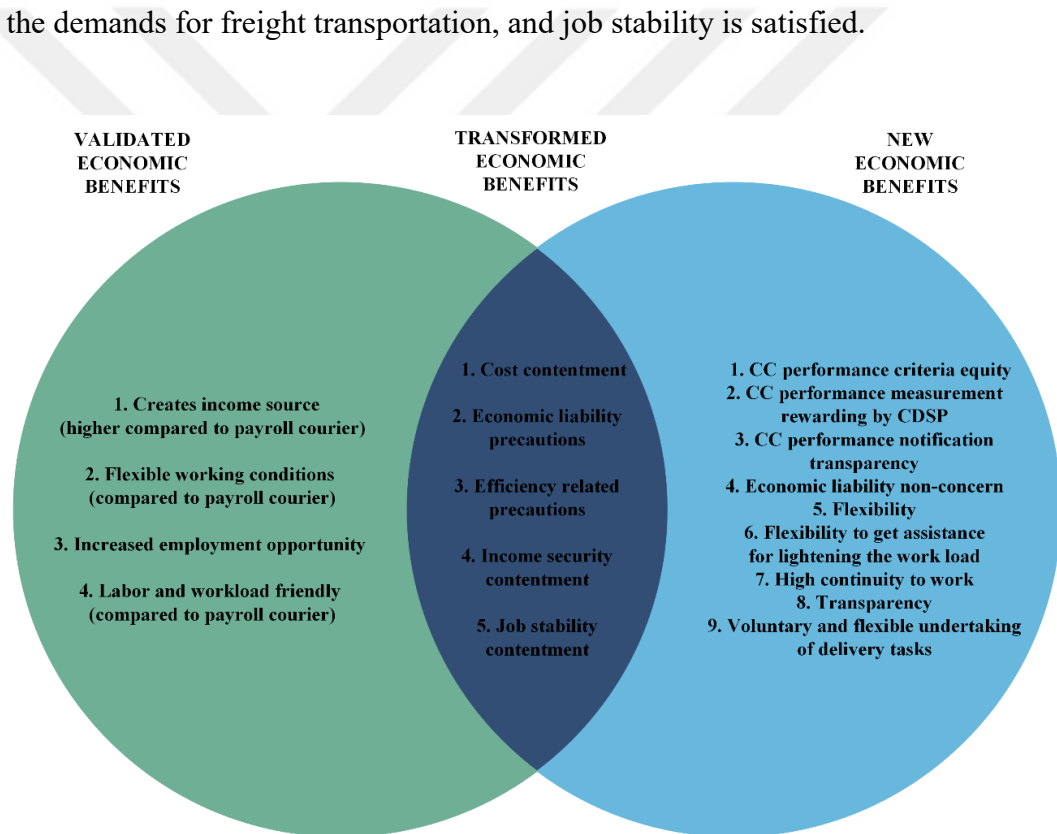 the demands for freight transportation, and job stability is satisfied.
VALIDATED
ECONOMIC
BENEFITS
TRANSFORMED
ECONOMIC
BENEFITS
NEW
ECONOMIC
BENEFITS
1. Creates income source
(higher compared to payroll courier)
2. Flexible working conditions
(compared to payroll courier)
3. Increased employment opportunity
4. Labor and workload friendly
(compared to payroll courier)
1. Cost contentment
2. Economic liability
precautions
3. Efficiency related
precautions
4. Income security
contentment
5. Job stability
contentment
1. CC performance criteria equity
2. CC performance measurement
rewarding by CDSP
3. CC performance notification
transparency
4. Economic liability non-concern
5. Flexibility
6. Flexibility to get assistance
for lightening the work load
7. High continuity to work
8. Transparency
9. Voluntary and flexible undertaking
of delivery tasks